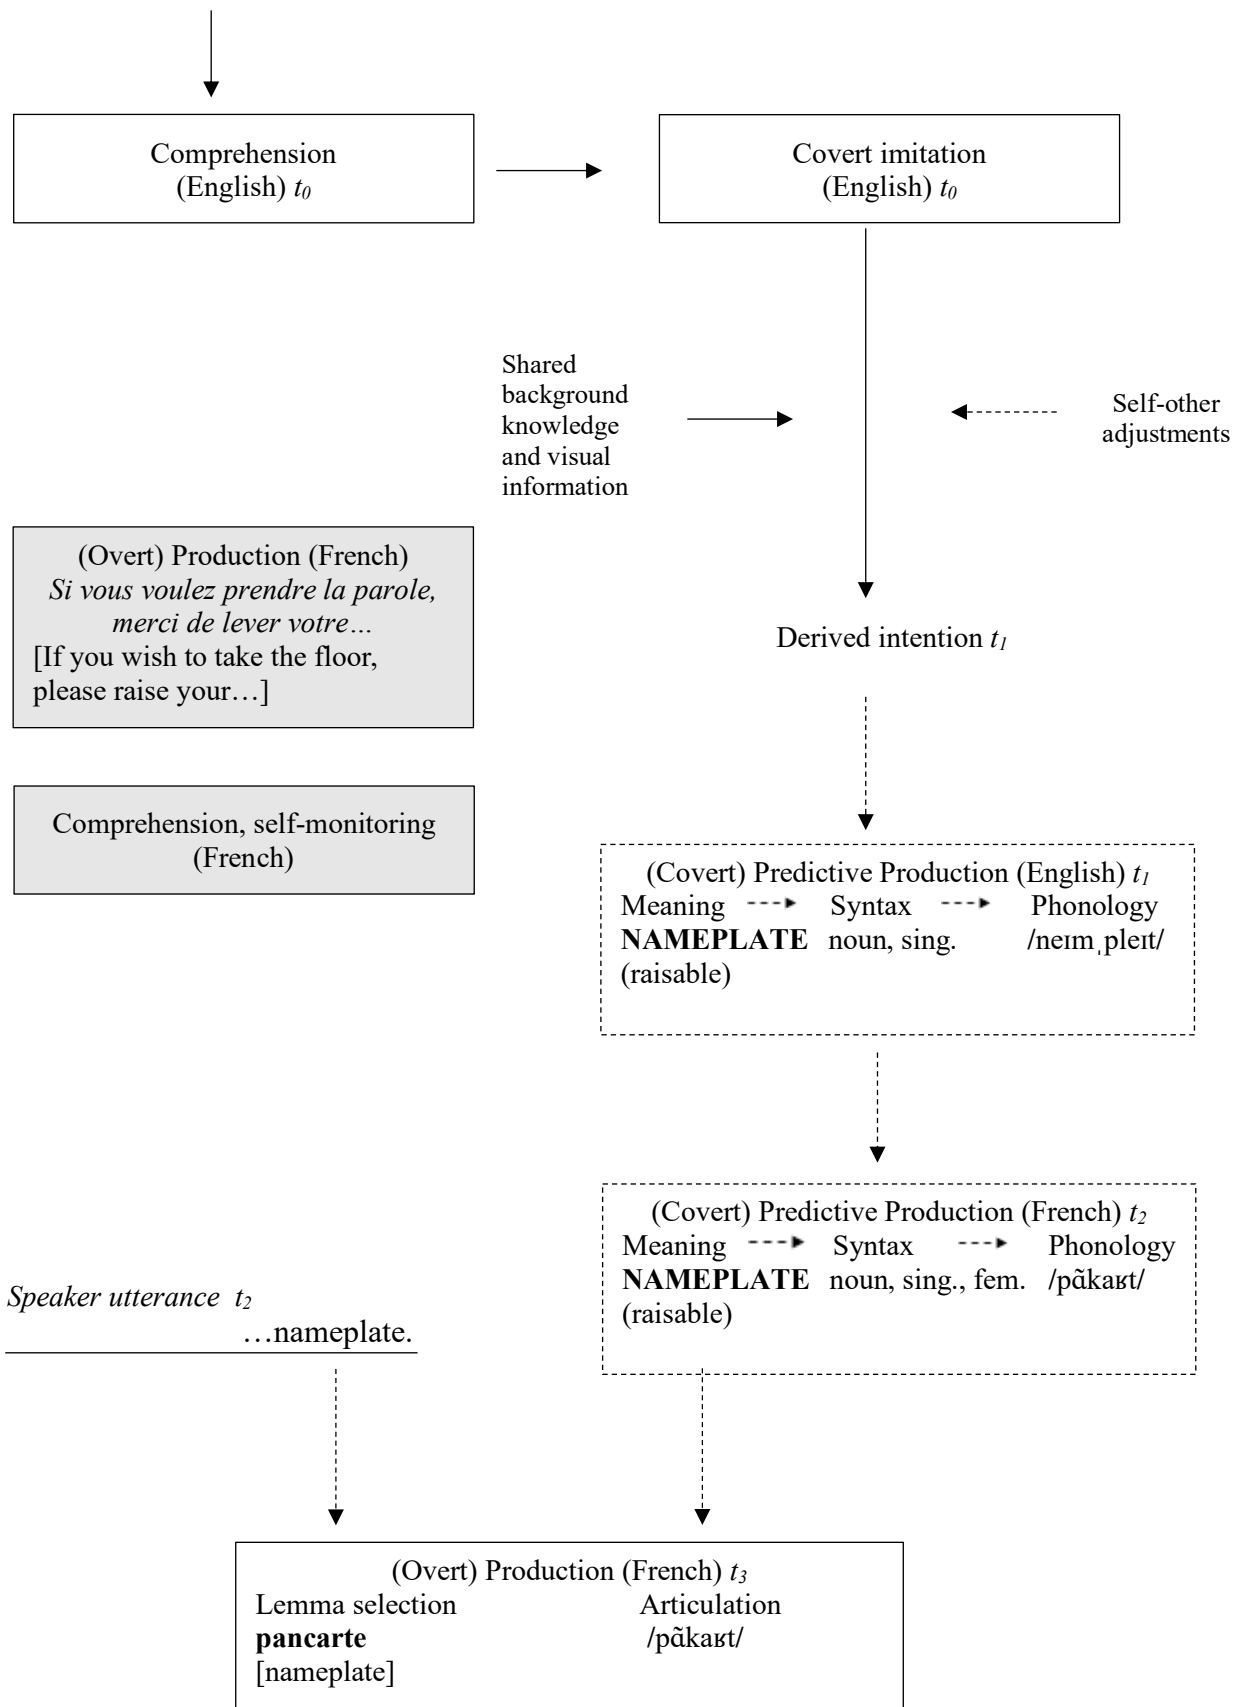 Comprehension
(English) t0
Covert imitation
(English) t0
Shared
background
knowledge
and visual
information
Self-other
adjustments
(Overt) Production (French)
Si vous voulez prendre la parole,
merci de lever votre…
[If you wish to take the floor,
please raise your…]
Derived intention t1
Comprehension, self-monitoring
(French)
(Covert) Predictive Production (English) t1
Meaning Syntax Phonology
NAMEPLATE noun, sing. /neɪmˌpleɪt/
(raisable)
(Covert) Predictive Production (French) t2
Meaning Syntax Phonology
NAMEPLATE noun, sing., fem. /pɑ̃kaʁt/
(raisable)
Speaker utterance t2
…nameplate.
(Overt) Production (French) t3
Lemma selection Articulation
pancarte /pɑ̃kaʁt/
[nameplate]